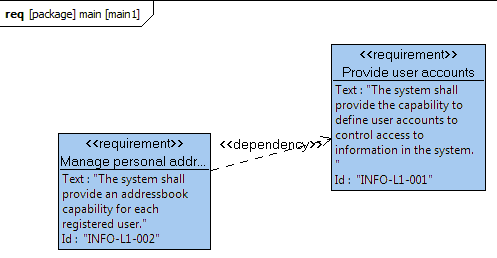 req [package] main [main1]
<<requirement>>
Provide user accounts
Text : "The system shall
provide the capability to
define user accounts to
control access to
information in the system.
"
Id : "INFO-L1-001"
<<dependency>>
<<requirement>>
Manage personal addr...
Text : "The system shall
provide an addressbook
capability for each
registered user."
Id : "INFO-L1-002"